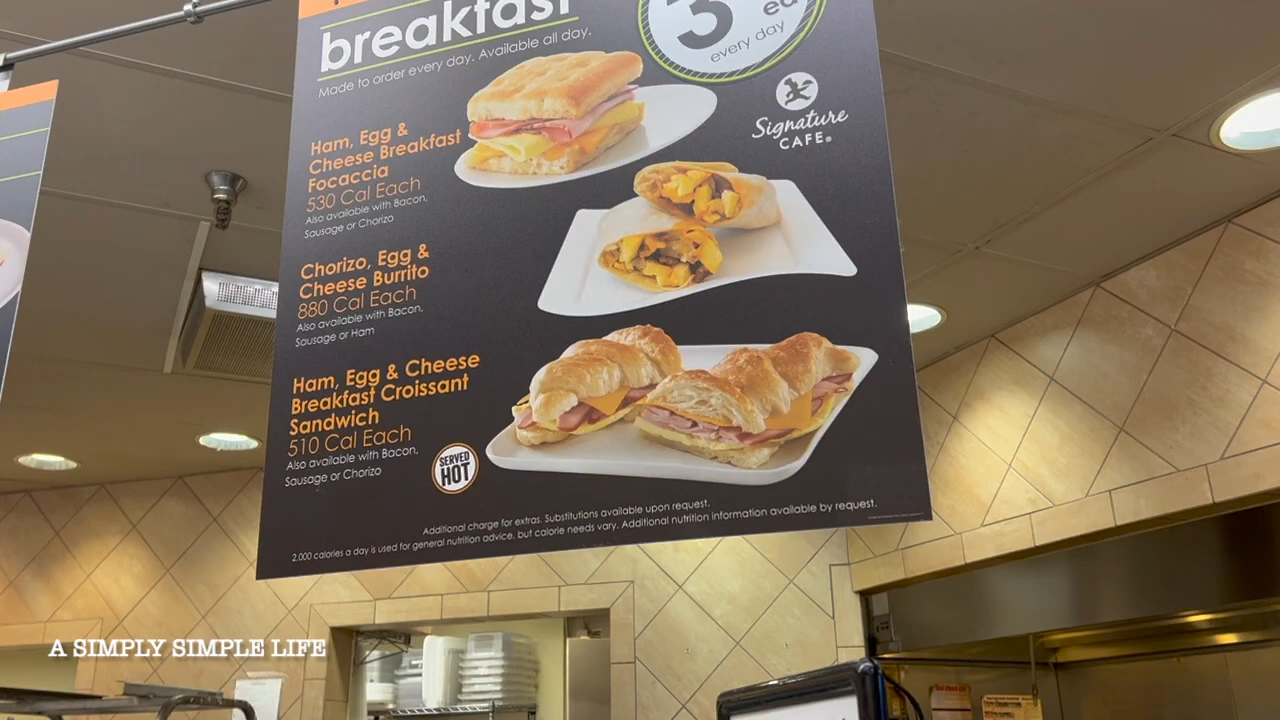 breakfast
Made to order every day. Available all day.
3
ea
every day
Signature
CAFE®
Ham, Egg &
Cheese Breakfast
Focaccia
530 Cal Each
Also available with Bacon,
Sausage or Chorizo
Chorizo, Egg &
Cheese Burrito
880 Cal Each
Also available with Bacon,
Sausage or Ham
Ham, Egg & Cheese
Breakfast Croissant
Sandwich
510 Cal Each
Also available with Bacon,
Sausage or Chorizo
SERVED
HOT
Additional charge for extras. Substitutions available upon request.
2,000 calories a day is used for general nutrition advice, but calorie needs vary. Additional nutrition information available by request.
A SIMPLY SIMPLE LIFE